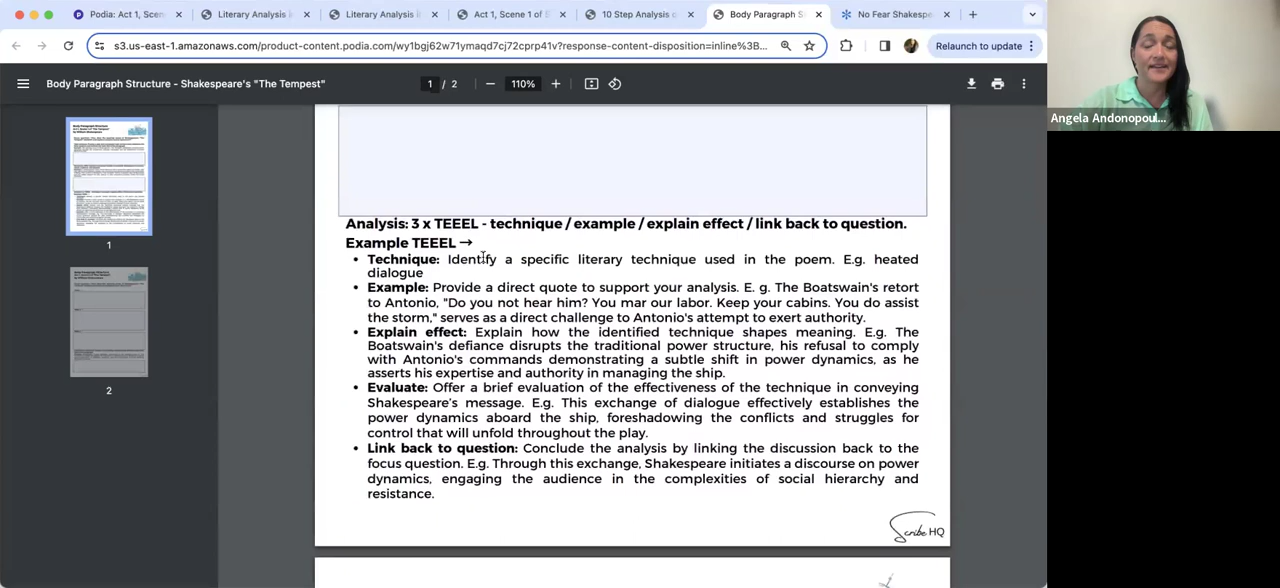 Podia: Act 1, Scen
Literary Analysis i
Literary Analysis i
Act 1, Scene 1 of
10 Step Analysis o
Body Paragraph S
No Fear Shakespe
s3.us-east-1.amazonaws.com/product-content.podia.com/wy1bgj62w71ymaqd7cj72cprp41v?response-content-disposition=inline%3B...
Relaunch to update
Body Paragraph Structure - Shakespeare's "The Tempest"
1 / 2
110%
Angela Andonopoul...
1
2
Analysis: 3 x TEEEL - technique / example / explain effect / link back to question.
Example TEEEL →
• Technique: Identify a specific literary technique used in the poem. E.g. heated
dialogue
• Example: Provide a direct quote to support your analysis. E. g. The Boatswain's retort
to Antonio, "Do you not hear him? You mar our labor. Keep your cabins. You do assist
the storm," serves as a direct challenge to Antonio's attempt to exert authority.
• Explain effect: Explain how the identified technique shapes meaning. E.g. The
Boatswain's defiance disrupts the traditional power structure, his refusal to comply
with Antonio's commands demonstrating a subtle shift in power dynamics, as he
asserts his expertise and authority in managing the ship.
• Evaluate: Offer a brief evaluation of the effectiveness of the technique in conveying
Shakespeare's message. E.g. This exchange of dialogue effectively establishes the
power dynamics aboard the ship, foreshadowing the conflicts and struggles for
control that will unfold throughout the play.
• Link back to question: Conclude the analysis by linking the discussion back to the
focus question. E.g. Through this exchange, Shakespeare initiates a discourse on power
dynamics, engaging the audience in the complexities of social hierarchy and
resistance.
Scribe HQ